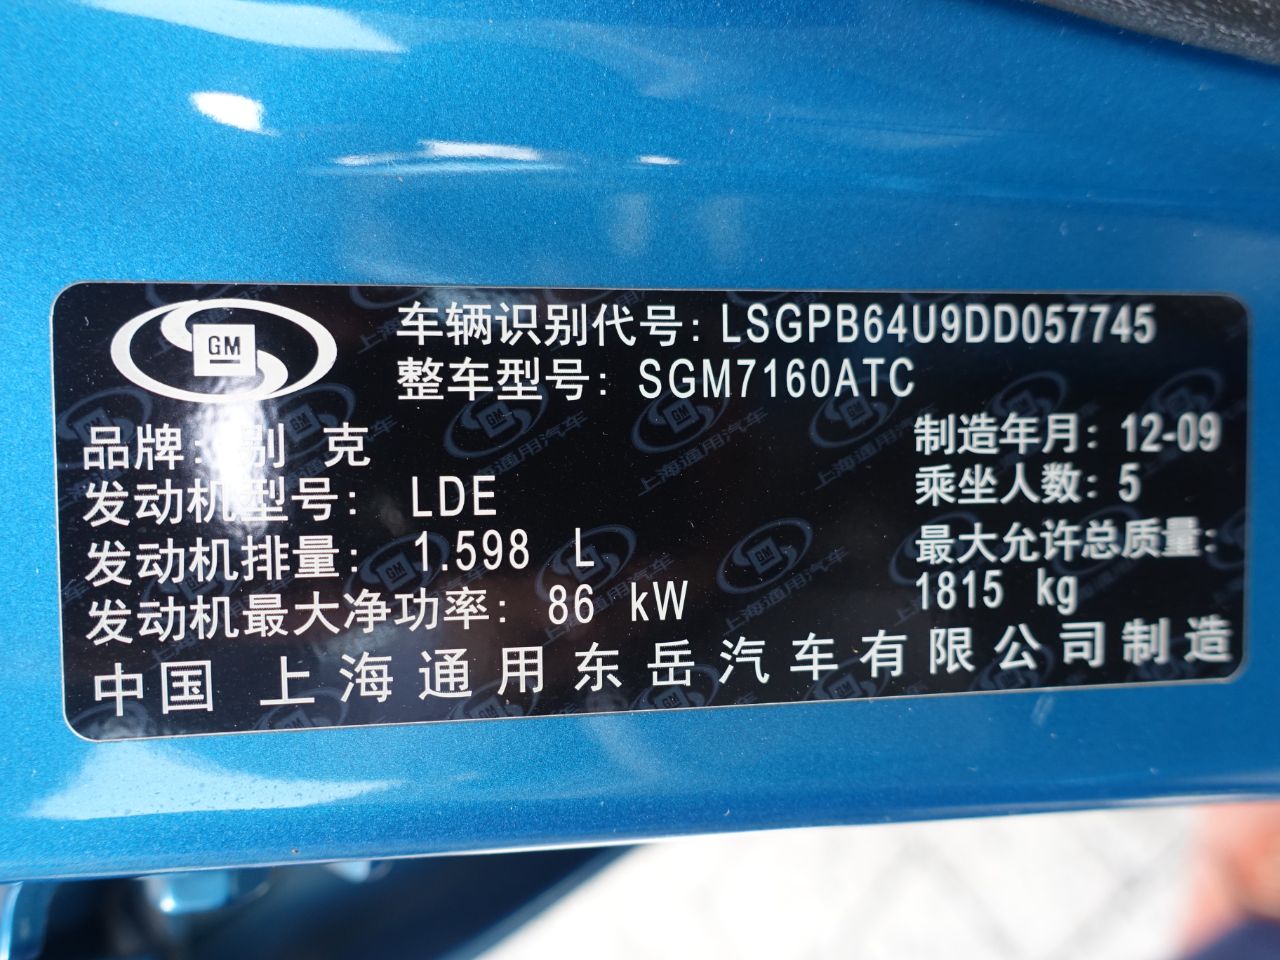 GM
车辆识别代号: LSGPB64U9DD057745
整车型号: SGM7160ATC
品牌: 别 克
制造年月: 12-09
发动机型号: LDE
乘坐人数: 5
发动机排量: 1.598 L
最大允许总质量:
1815 kg
发动机最大净功率: 86 kW
中国 上海通用东岳汽车有限公司制造